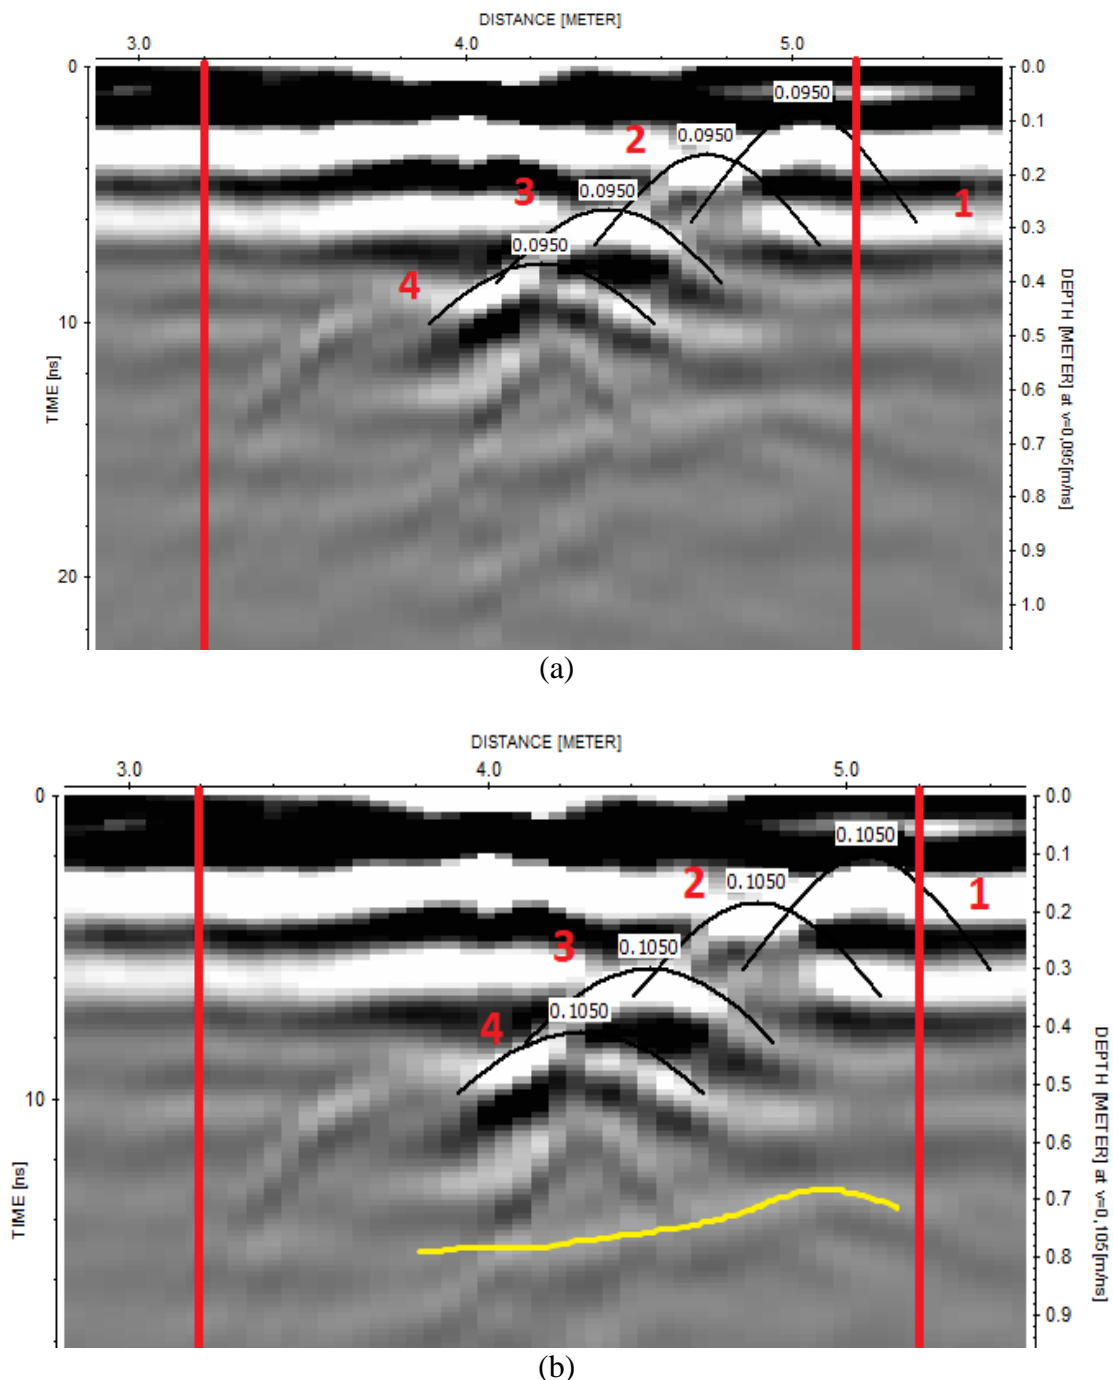 DISTANCE [METER]
3.0 4.0 5.0
0 0.0
0.0950
0.1
2 0.0950
0.2
3 0.0950
1
0.3
0.0950
4 0.4
10 0.5
0.6
0.7
0.8
0.9
20
1.0
TIME [ns]
DEPTH [METER] at v=0,095[m/ns]
(a)
DISTANCE [METER]
3.0 4.0 5.0
0 0.0
0.1050
0.1
2 0.1050 1
0.2
3 0.1050
0.3
0.1050
4 0.4
10 0.5
0.6
0.7
0.8
0.9
TIME [ns]
DEPTH [METER] at v=0,105[m/ns]
(b)